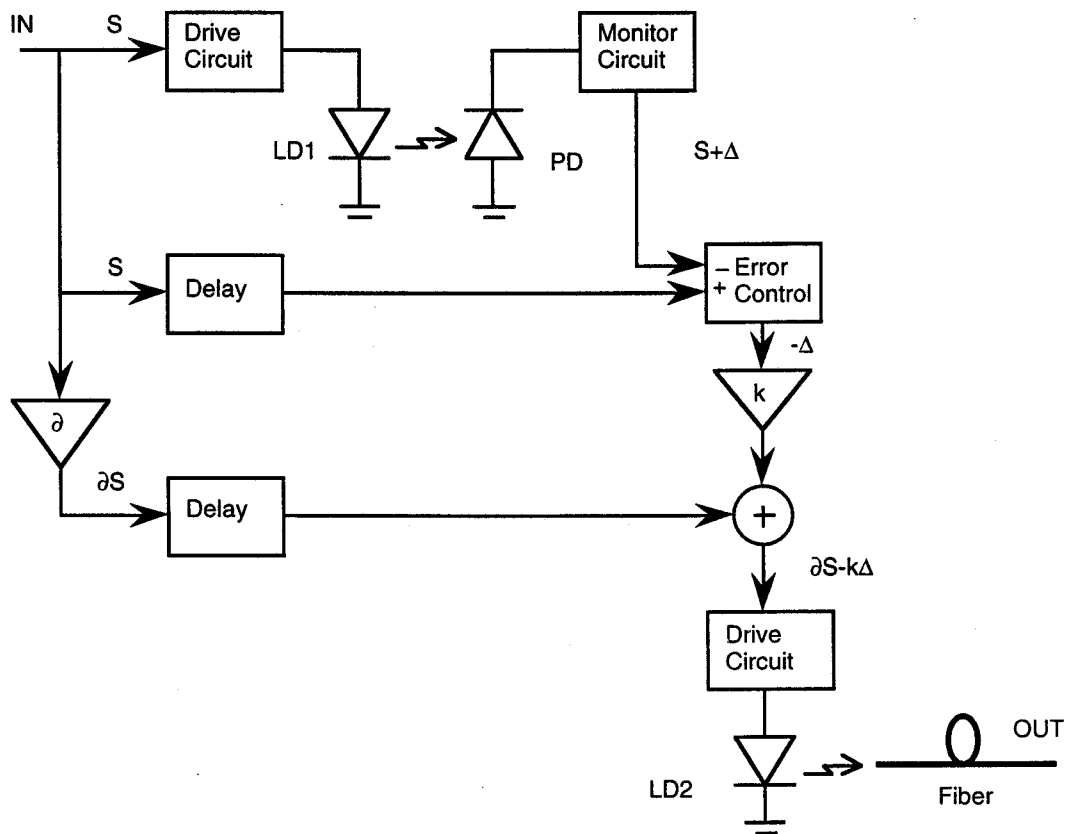 IN
S
Drive
Circuit
Monitor
Circuit
LD1
PD
S+Δ
S
Delay
– Error
+ Control
-Δ
k
∂
∂S
Delay
+
∂S-kΔ
Drive
Circuit
OUT
LD2
Fiber